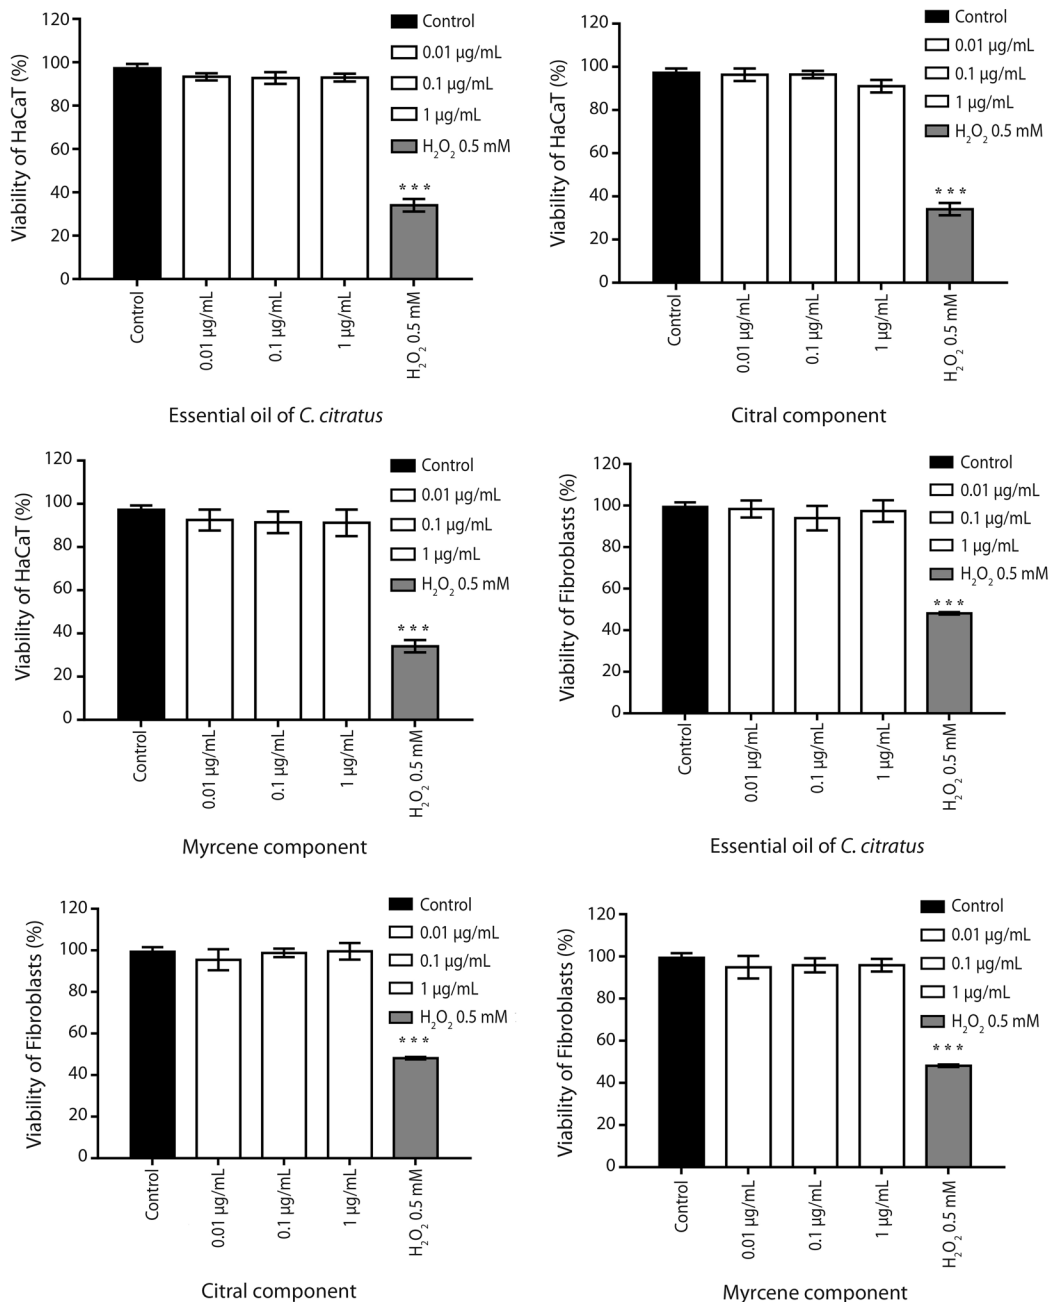 Viability of HaCaT (%)
120
100
80
60
40
20
0
Control
0.01 µg/mL
0.1 µg/mL
1 µg/mL
H₂O₂ 0.5 mM
***
Control
0.01 µg/mL
0.1 µg/mL
1 µg/mL
H₂O₂ 0.5 mM
Essential oil of C. citratus
Viability of HaCaT (%)
120
100
80
60
40
20
0
Control
0.01 µg/mL
0.1 µg/mL
1 µg/mL
H₂O₂ 0.5 mM
***
Control
0.01 µg/mL
0.1 µg/mL
1 µg/mL
H₂O₂ 0.5 mM
Citral component
Viability of HaCaT (%)
120
100
80
60
40
20
0
Control
0.01 µg/mL
0.1 µg/mL
1 µg/mL
H₂O₂ 0.5 mM
***
Control
0.01 µg/mL
0.1 µg/mL
1 µg/mL
H₂O₂ 0.5 mM
Myrcene component
Viability of Fibroblasts (%)
120
100
80
60
40
20
0
Control
0.01 µg/mL
0.1 µg/mL
1 µg/mL
H₂O₂ 0.5 mM
***
Control
0.01 µg/mL
0.1 µg/mL
1 µg/mL
H₂O₂ 0.5 mM
Essential oil of C. citratus
Viability of Fibroblasts (%)
120
100
80
60
40
20
0
Control
0.01 µg/mL
0.1 µg/mL
1 µg/mL
H₂O₂ 0.5 mM
***
Control
0.01 µg/mL
0.1 µg/mL
1 µg/mL
H₂O₂ 0.5 mM
Citral component
Viability of Fibroblasts (%)
120
100
80
60
40
20
0
Control
0.01 µg/mL
0.1 µg/mL
1 µg/mL
H₂O₂ 0.5 mM
***
Control
0.01 µg/mL
0.1 µg/mL
1 µg/mL
H₂O₂ 0.5 mM
Myrcene component